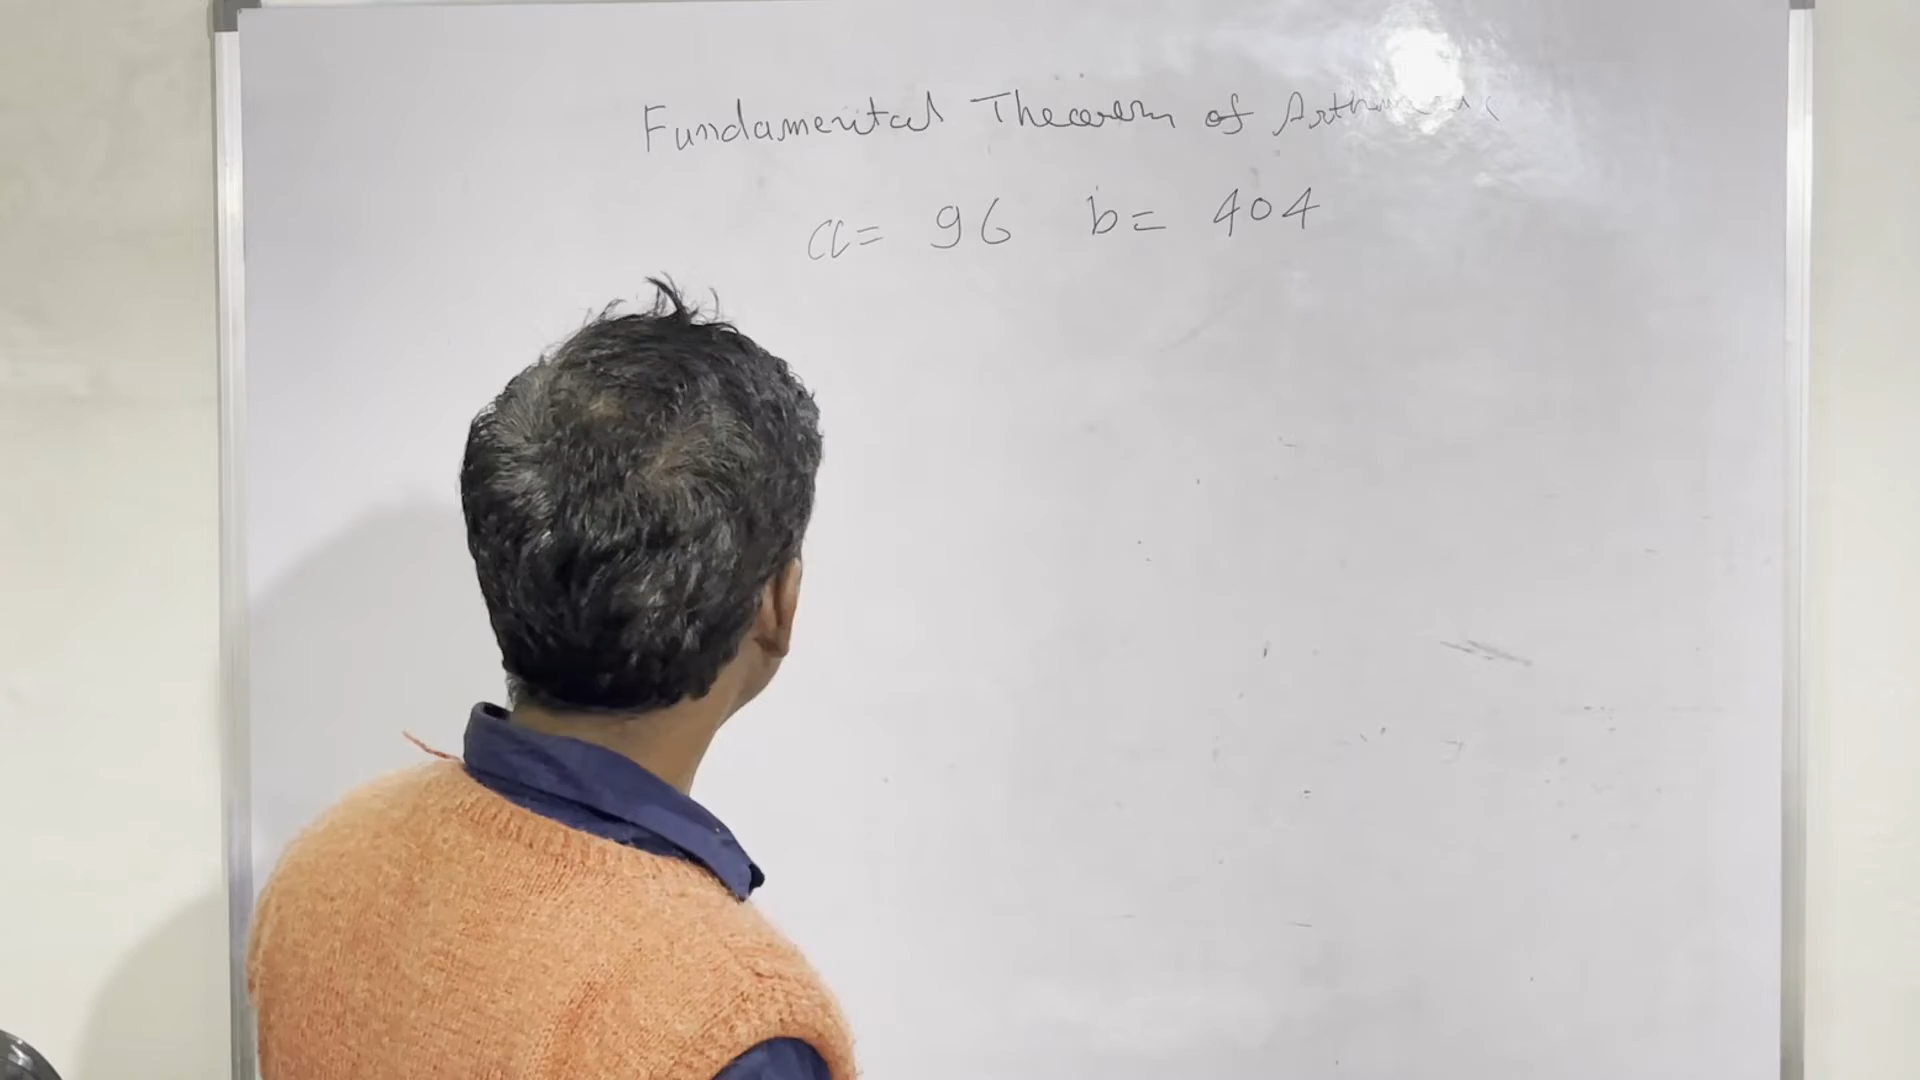 Fundamental Theorem of
a= 96 b= 404